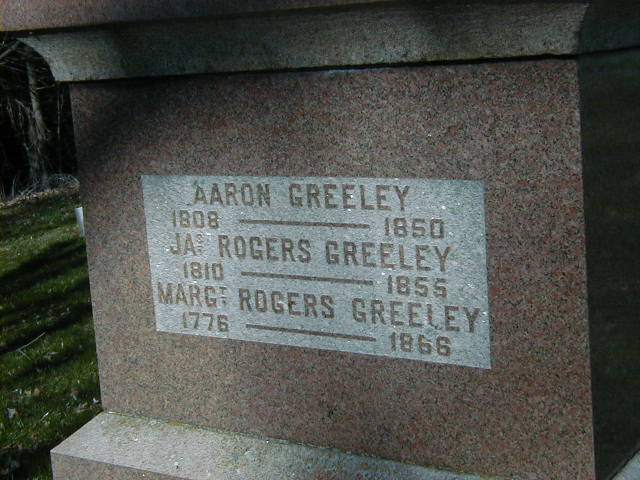 AARON GREELEY
1808 — 1850
JAS ROGERS GREELEY
1810 — 1855
MARGT ROGERS GREELEY
1776 — 1866